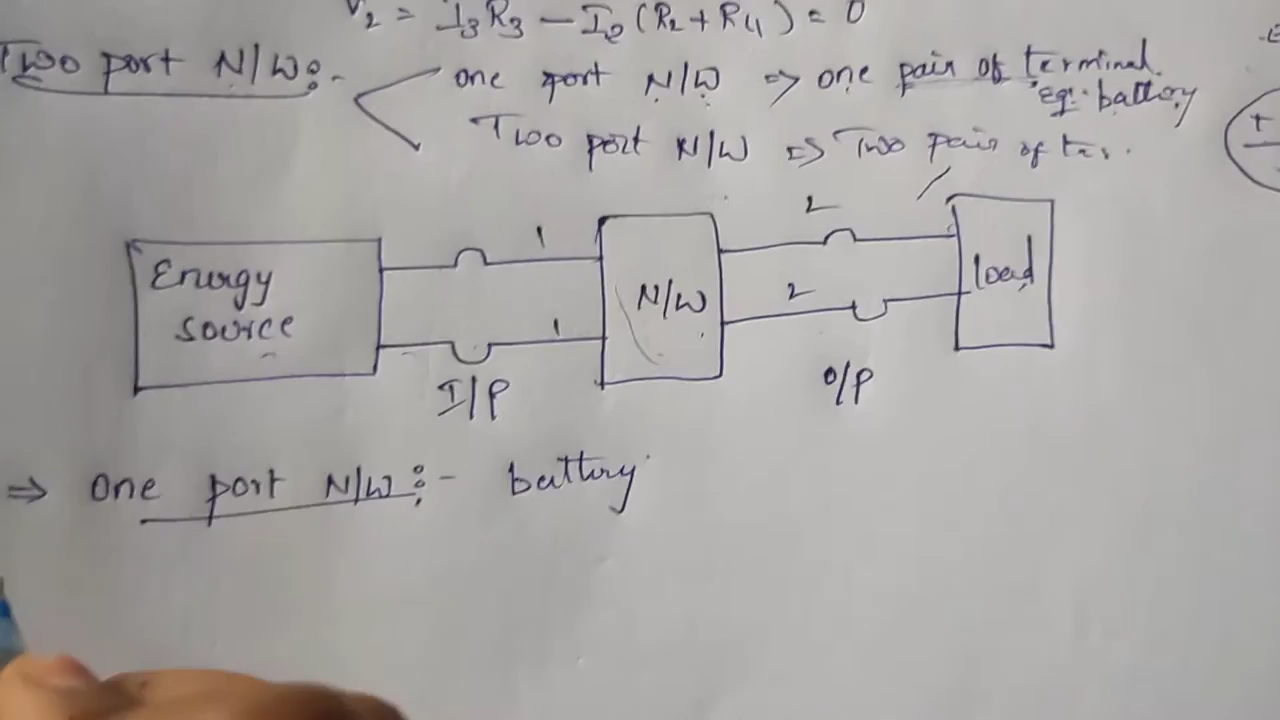 V2 = I3R3 - I2 (R2 + R4) = 0
Two port N/W :-
one port N/W => one pair of terminal.
Eg:- battery
Two port N/W => Two pair of ter.
+
-
Energy source
1
1
I/P
N/W
2
2
O/P
load
=> one port N/W :- battery